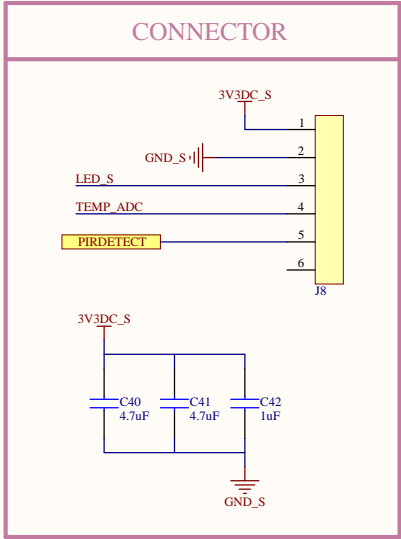 CONNECTOR
3V3DC_S
1
GND_S
2
LED_S
3
TEMP_ADC
4
PIRDETECT
5
6
J8
3V3DC_S
C40
4.7uF
C41
4.7uF
C42
1uF
GND_S